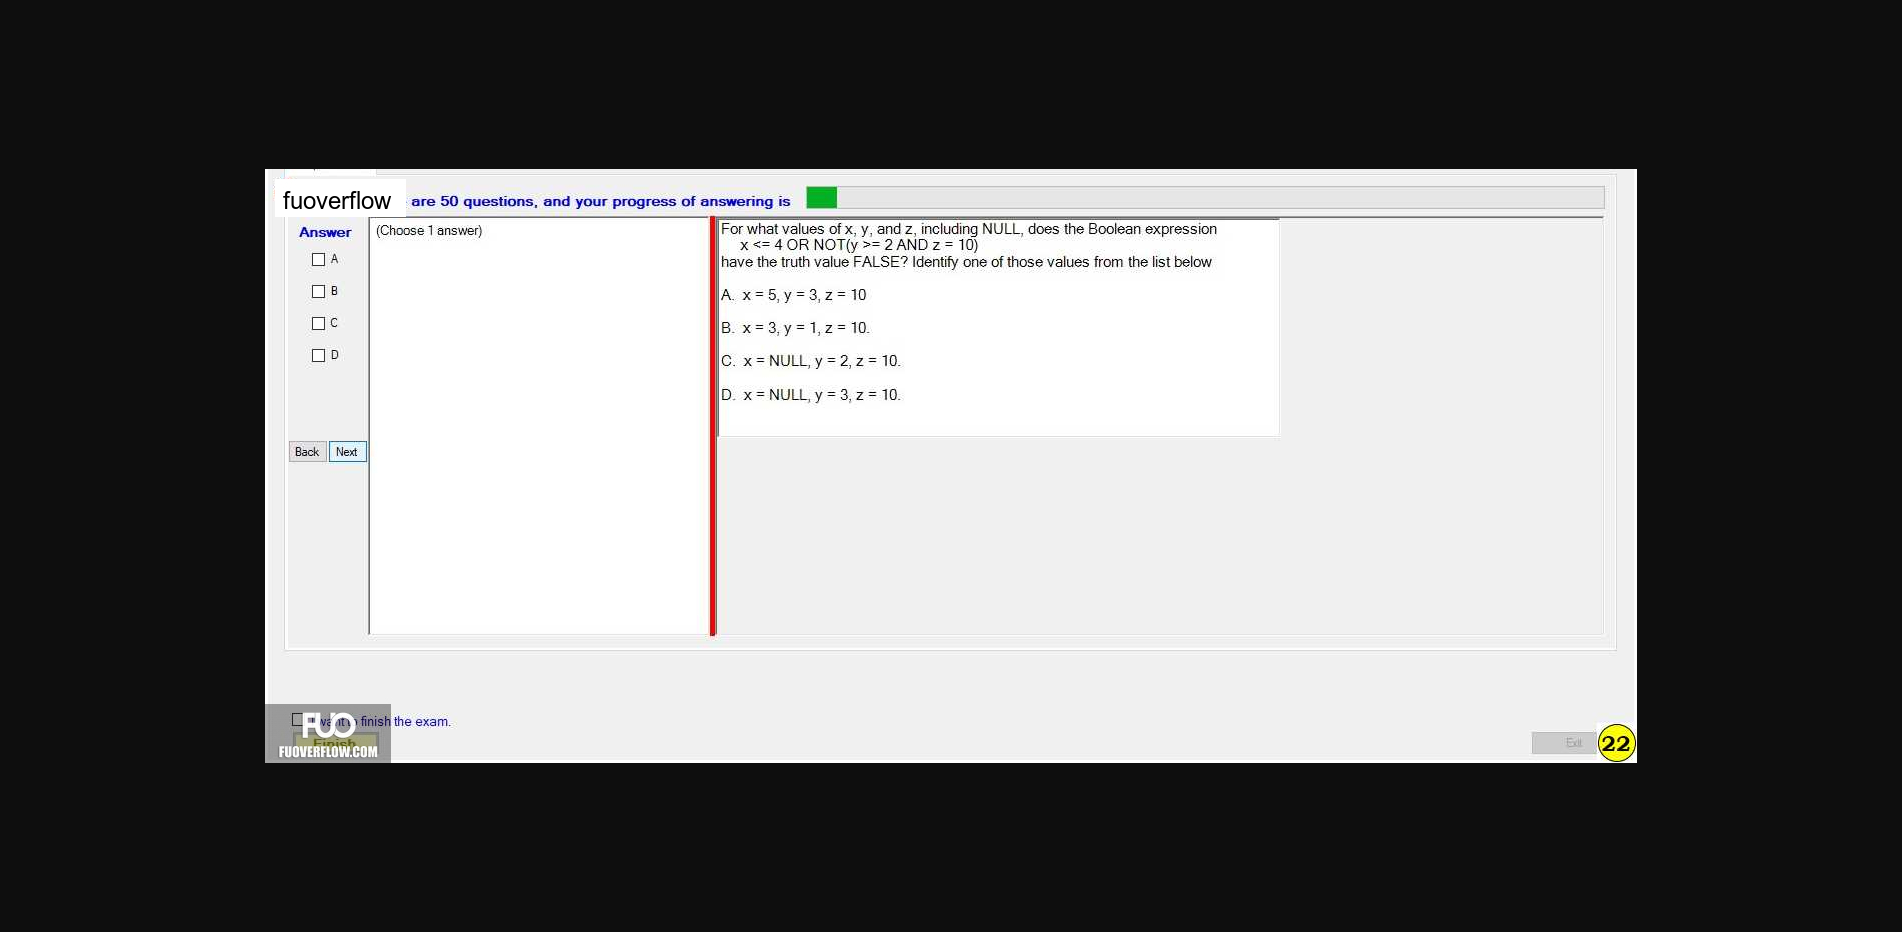 fuoverflow are 50 questions, and your progress of answering is
Answer
(Choose 1 answer)
A
B
C
D
Back
Next
For what values of x, y, and z, including NULL, does the Boolean expression
x <= 4 OR NOT(y >= 2 AND z = 10)
have the truth value FALSE? Identify one of those values from the list below
A. x = 5, y = 3, z = 10
B. x = 3, y = 1, z = 10.
C. x = NULL, y = 2, z = 10.
D. x = NULL, y = 3, z = 10.
I want to finish the exam.
FUO
Finish
FUOVERFLOW.COM
Exit
22